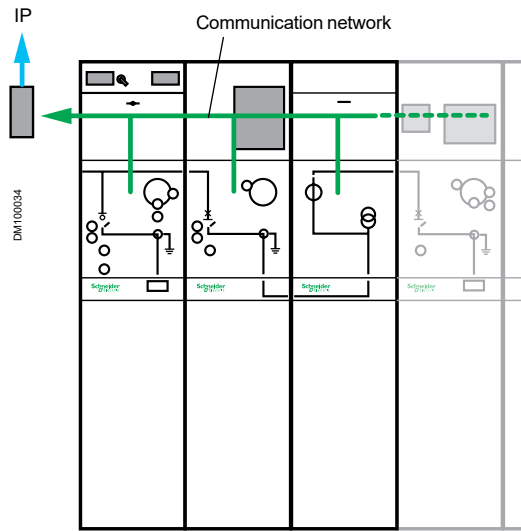 IP
Communication network
DM100034
Schneider
Schneider
Schneider
Schneider